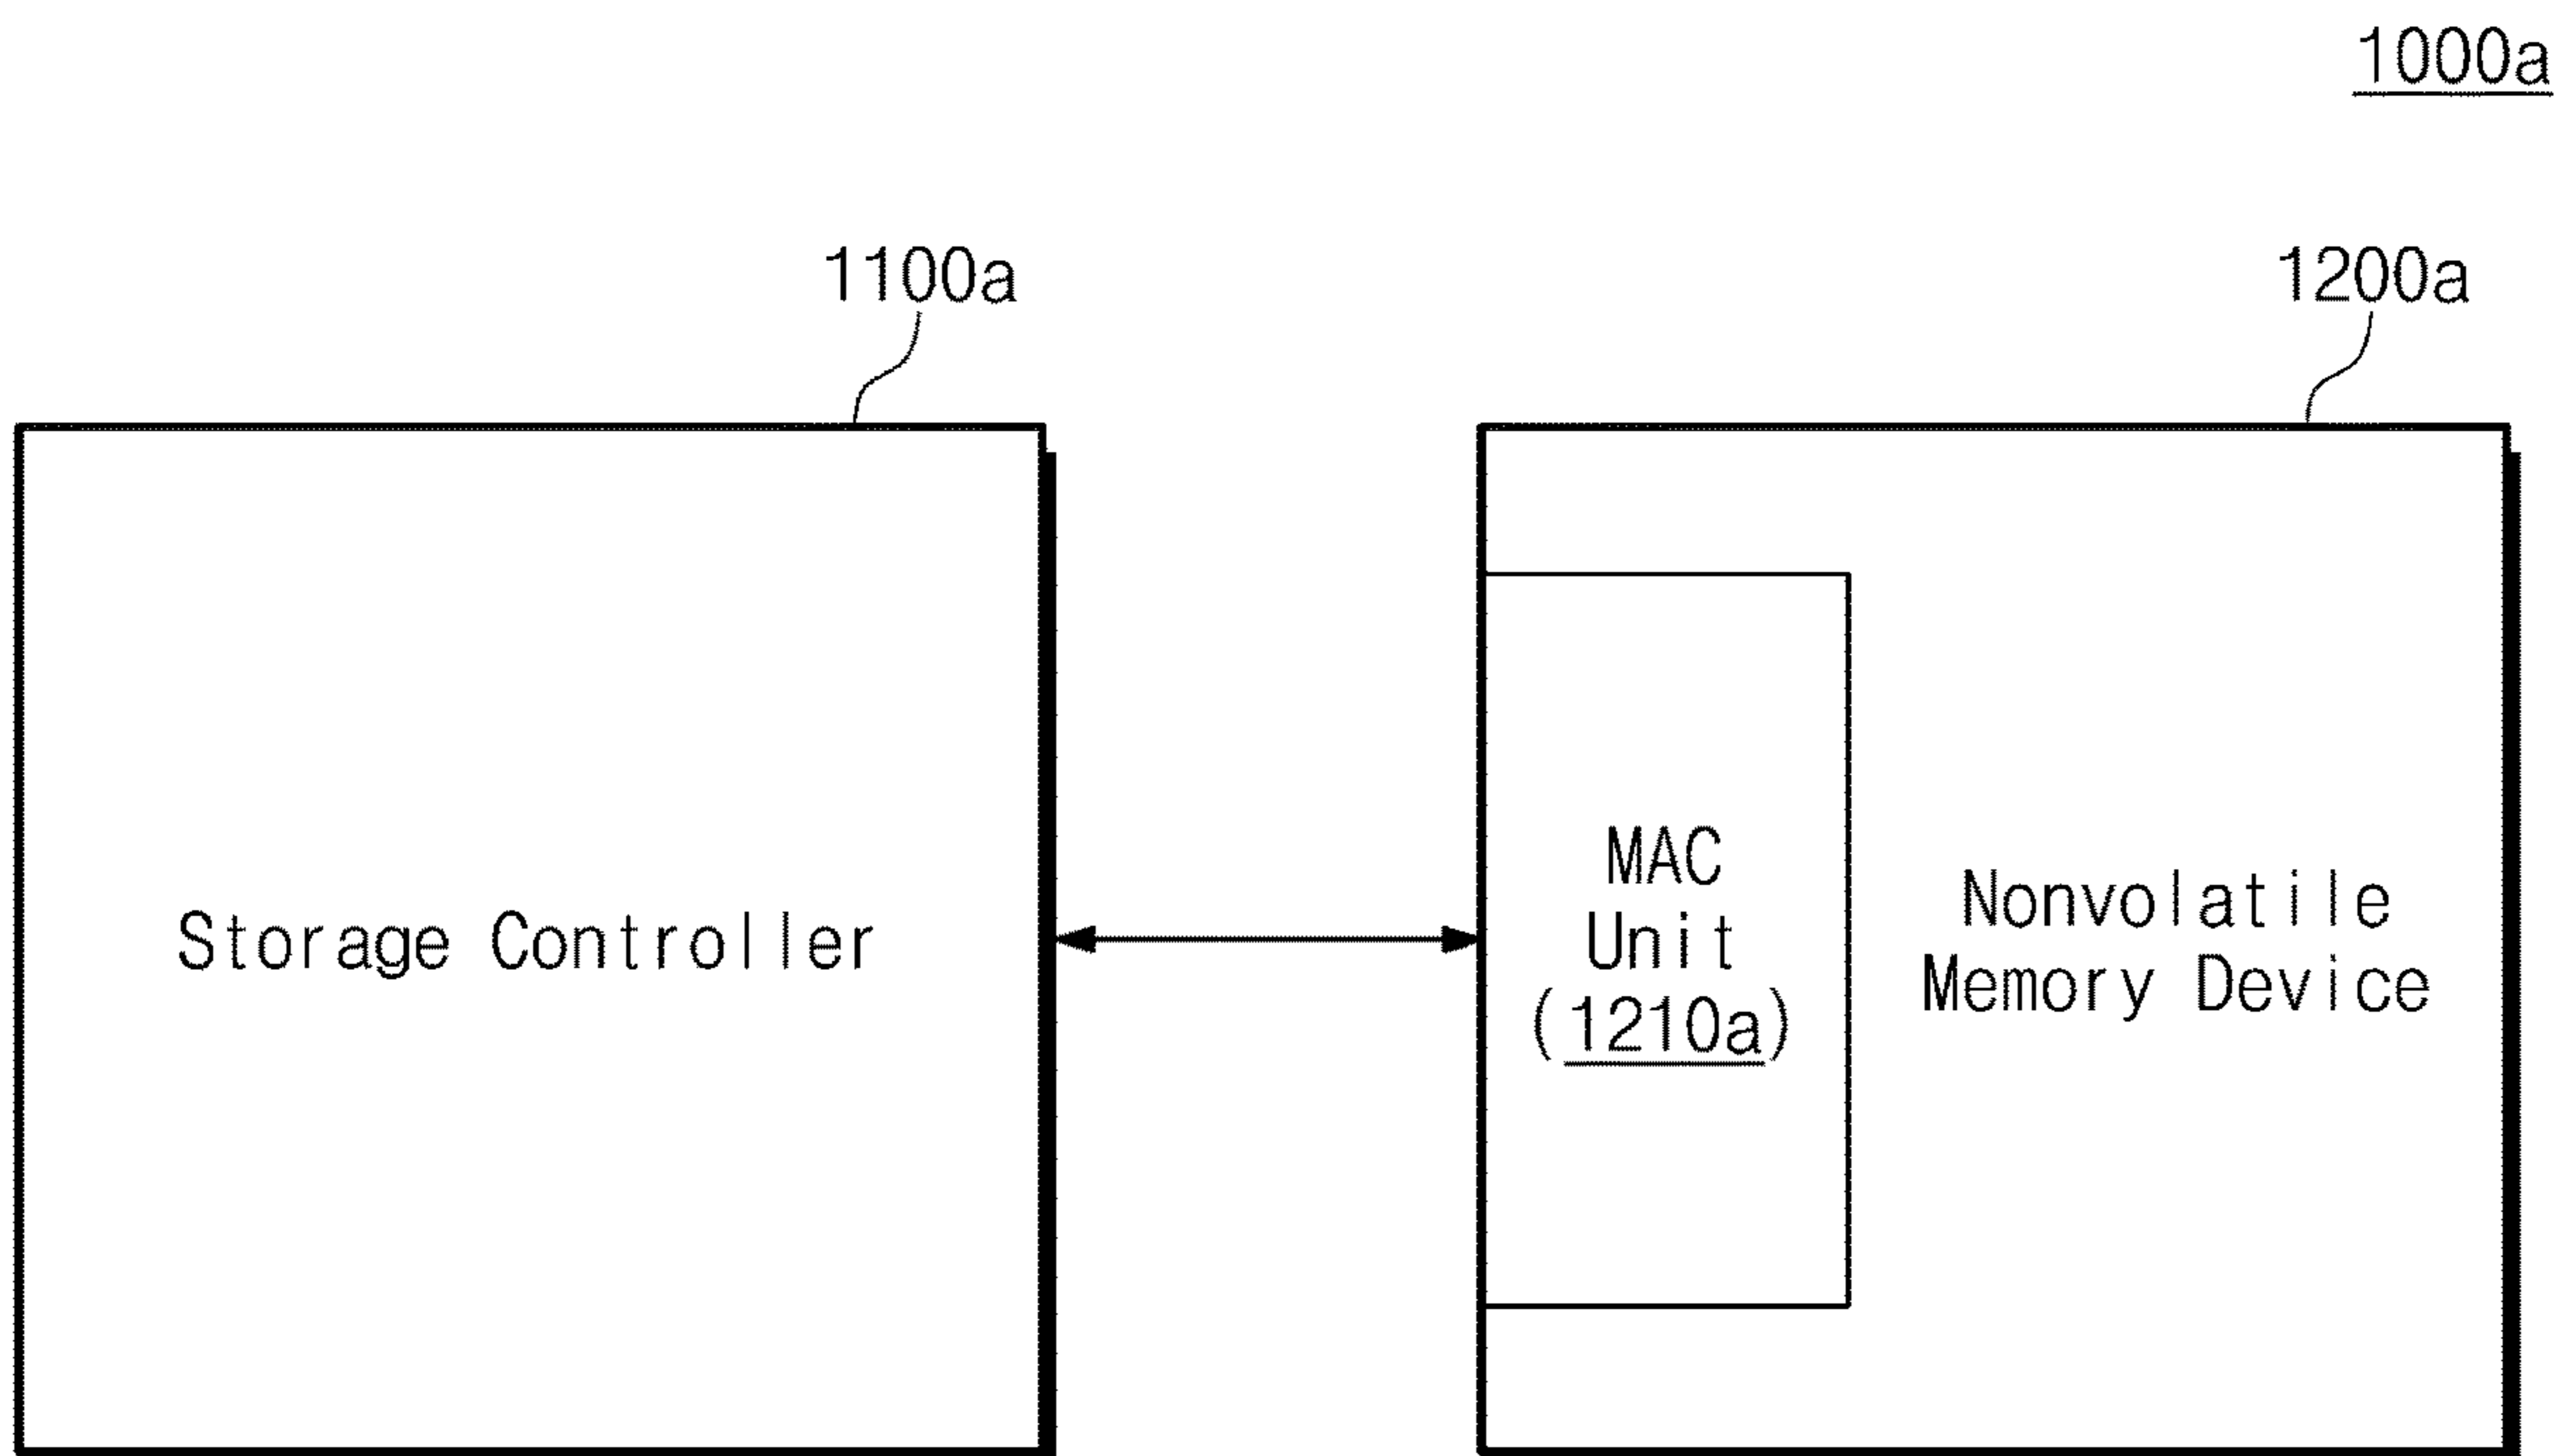 1000a
1100a
1200a
Storage Controller
MAC
Unit
(1210a)
Nonvolatile
Memory Device